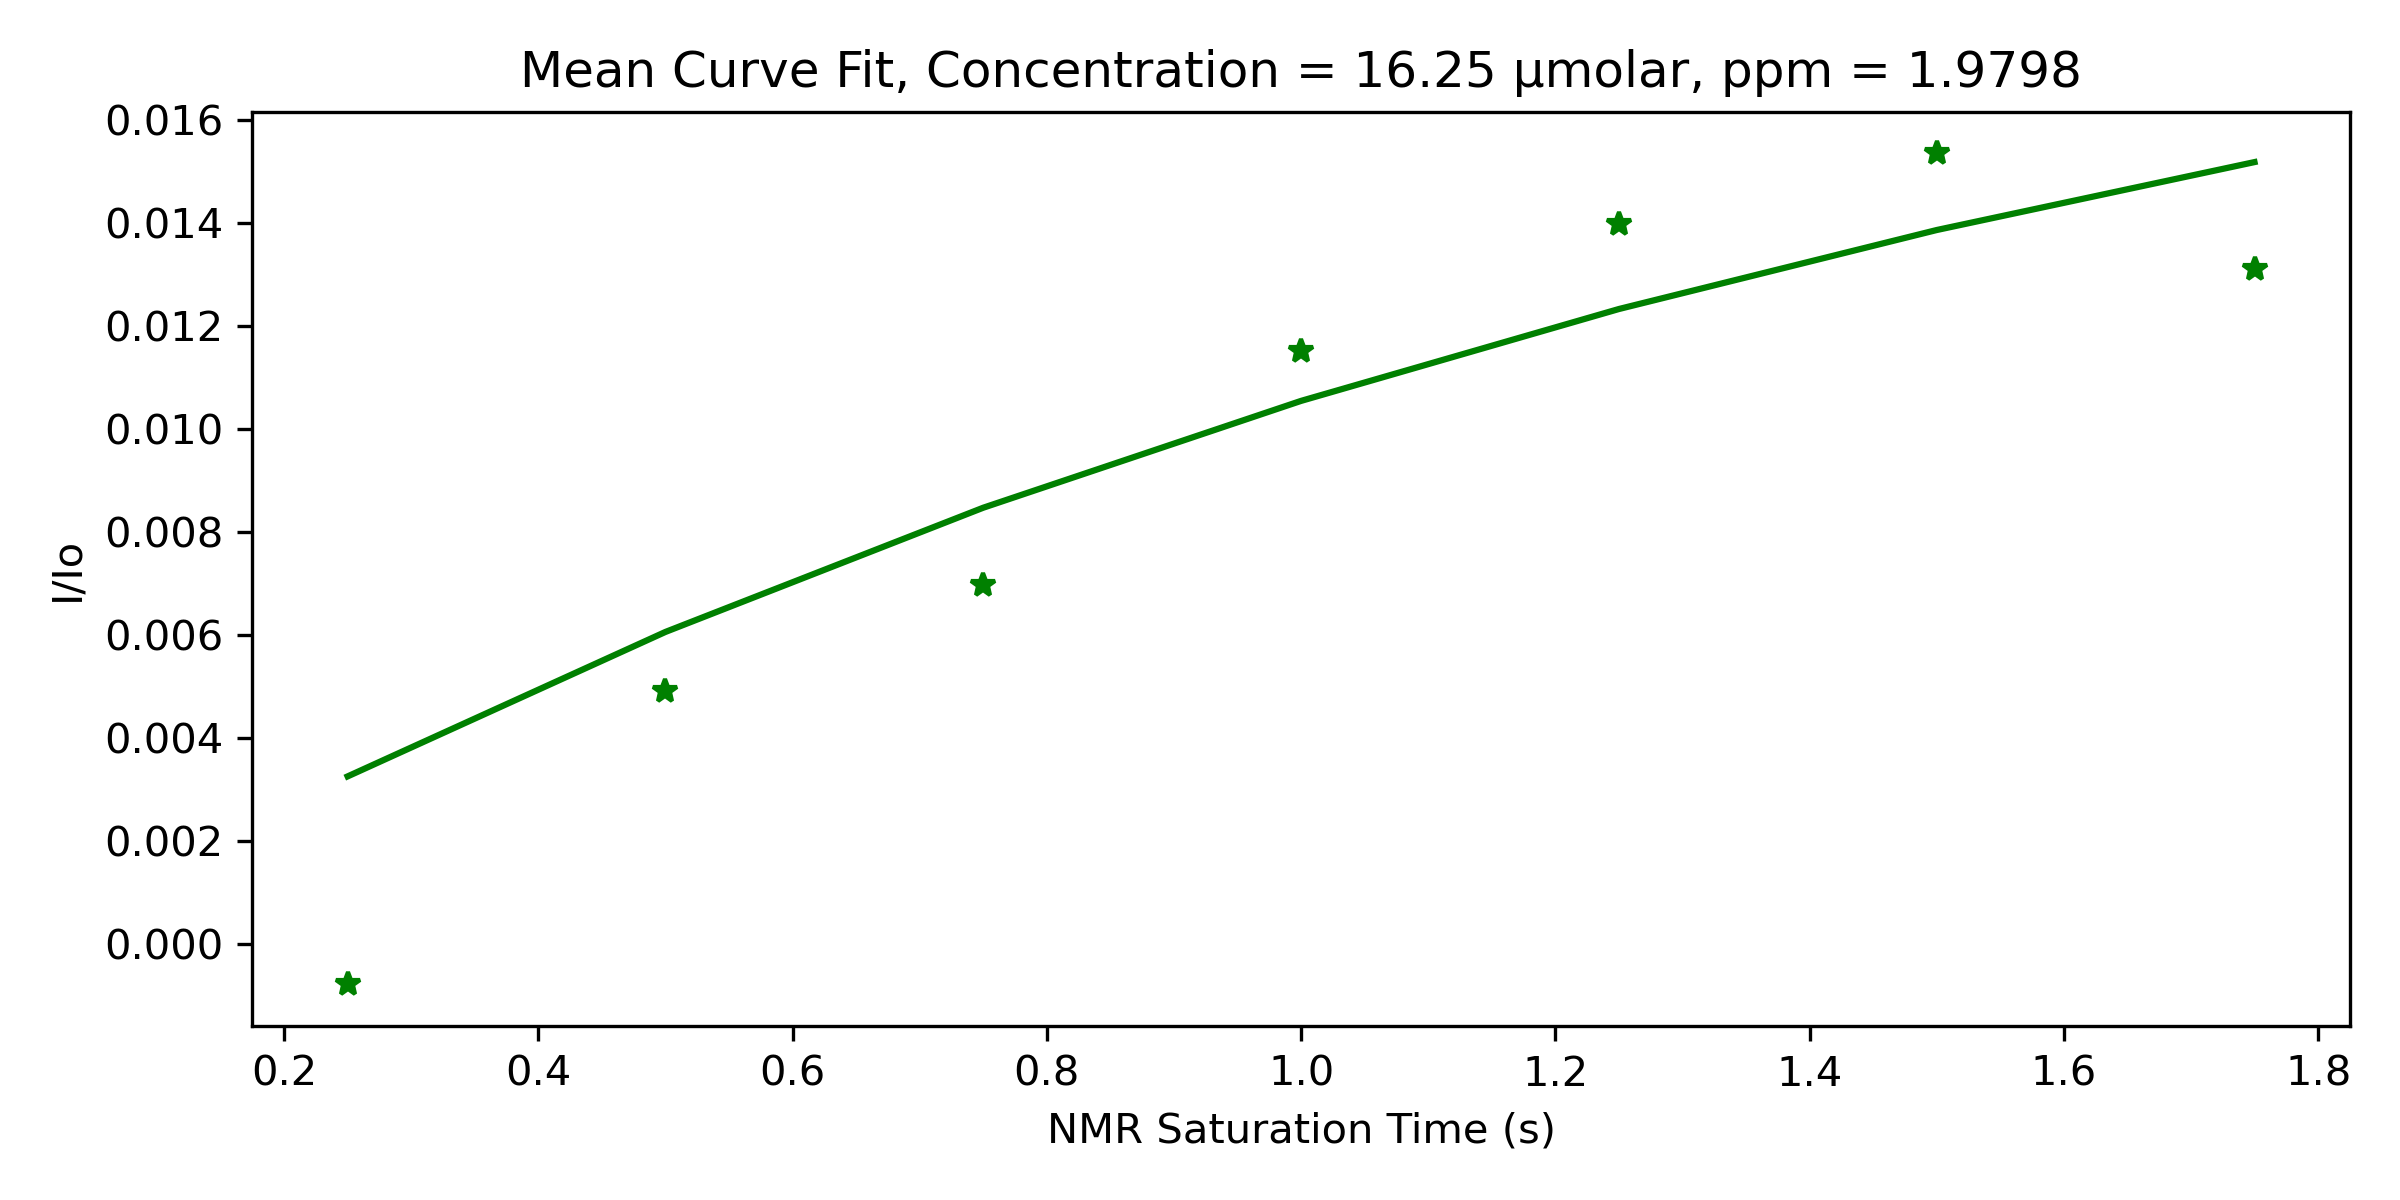 Mean Curve Fit, Concentration = 16.25 µmolar, ppm = 1.9798
0.016
0.014
0.012
0.010
0.008
0.006
0.004
0.002
0.000
I/Io
0.2 0.4 0.6 0.8 1.0 1.2 1.4 1.6 1.8
NMR Saturation Time (s)